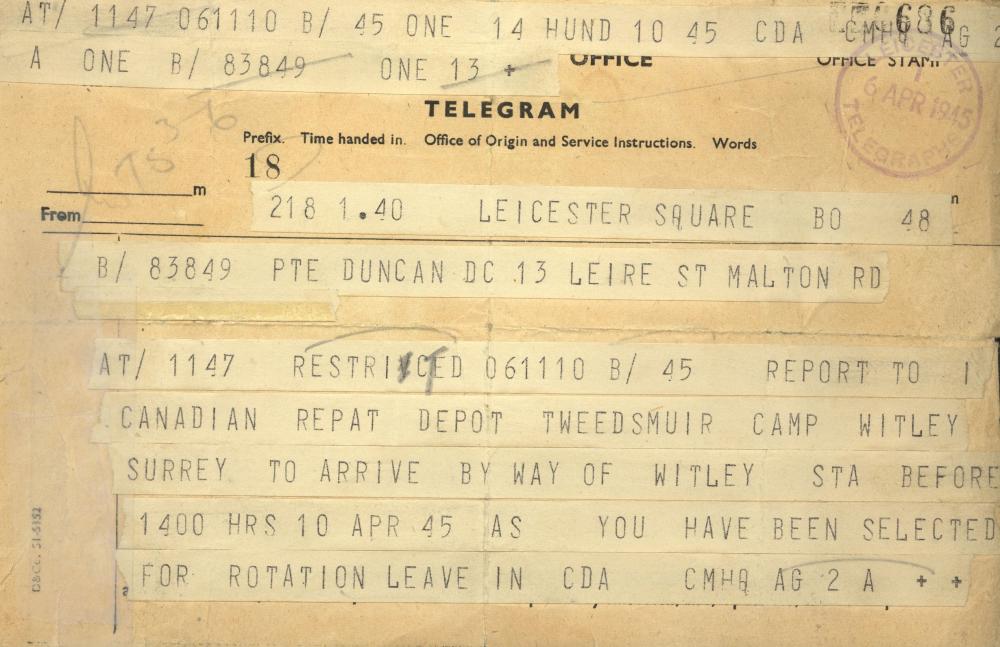 AT/ 1147 061110 B/ 45 ONE 14 HUND 10 45 CDA CMHQ AG 2
686
A ONE B/ 83849 ONE 13 +
OFFICE
OFFICE STAMP
LEICESTER
6 APR 1945
TELEGRAPHS
TELEGRAM
Prefix. Time handed in. Office of Origin and Service Instructions. Words
18
m
From
218 1.40 LEICESTER SQUARE BO 48
B/ 83849 PTE DUNCAN DC 13 LEIRE ST MALTON RD
AT/ 1147 RESTRIVCED 061110 B/ 45 REPORT TO I
CANADIAN REPAT DEPOT TWEEDSMUIR CAMP WITLEY
SURREY TO ARRIVE BY WAY OF WITLEY STA BEFORE
1400 HRS 10 APR 45 AS YOU HAVE BEEN SELECTED
FOR ROTATION LEAVE IN CDA CMHQ AG 2 A + +
D&Cc. 51-5152